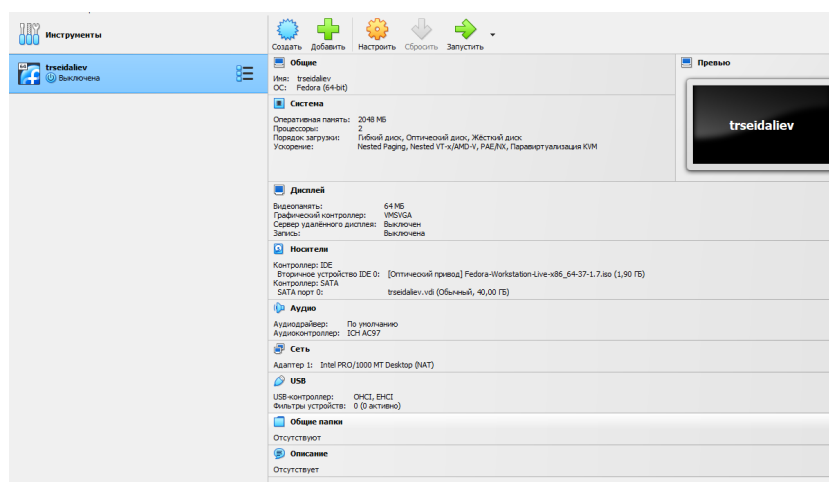 Инструменты
Создать Добавить Настроить Сбросить Запустить
64
trseidaliev
Выключена
Общие
Имя: trseidaliev
ОС: Fedora (64-bit)
Превью
trseidaliev
Система
Оперативная память: 2048 МБ
Процессоры: 2
Порядок загрузки: Гибкий диск, Оптический диск, Жёсткий диск
Ускорение: Nested Paging, Nested VT-x/AMD-V, PAE/NX, Паравиртуализация KVM
Дисплей
Видеопамять: 64 МБ
Графический контроллер: VMSVGA
Сервер удалённого дисплея: Выключен
Запись: Выключена
Носители
Контроллер: IDE
Вторичное устройство IDE 0: [Оптический привод] Fedora-Workstation-Live-x86_64-37-1.7.iso (1,90 ГБ)
Контроллер: SATA
SATA порт 0: trseidaliev.vdi (Обычный, 40,00 ГБ)
Аудио
Аудиодрайвер: По умолчанию
Аудиоконтроллер: ICH AC97
Сеть
Адаптер 1: Intel PRO/1000 MT Desktop (NAT)
USB
USB-контроллер: OHCI, EHCI
Фильтры устройств: 0 (0 активно)
Общие папки
Отсутствуют
Описание
Отсутствует